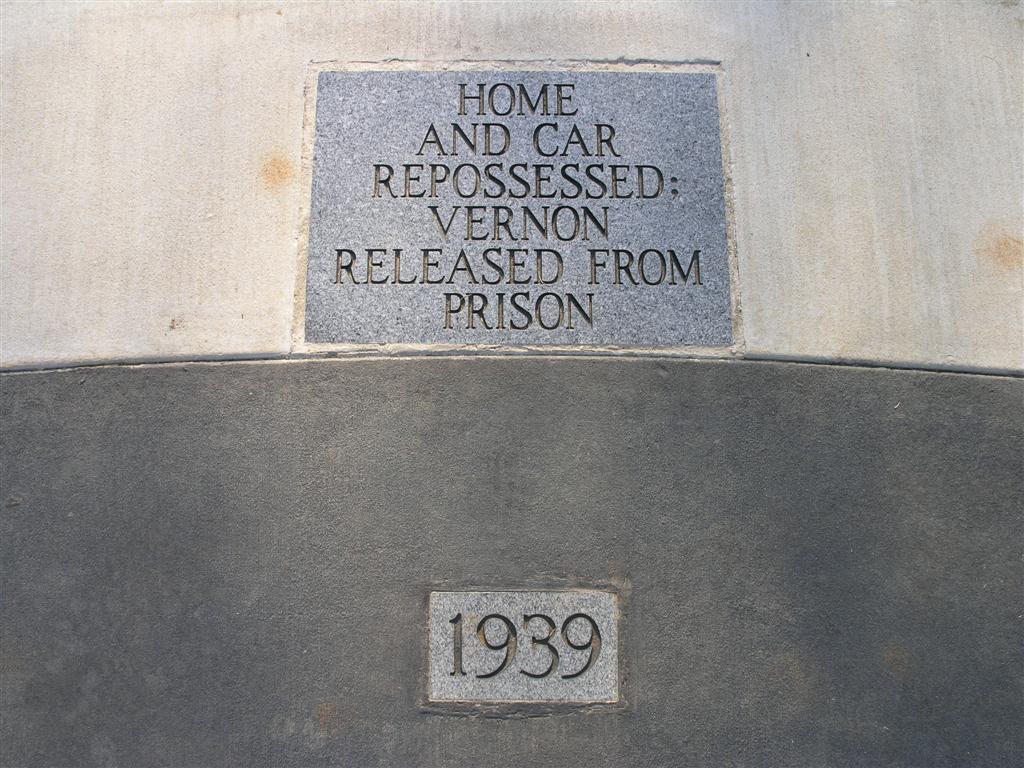 HOME
AND CAR
REPOSSESSED;
VERNON
RELEASED FROM
PRISON
1939